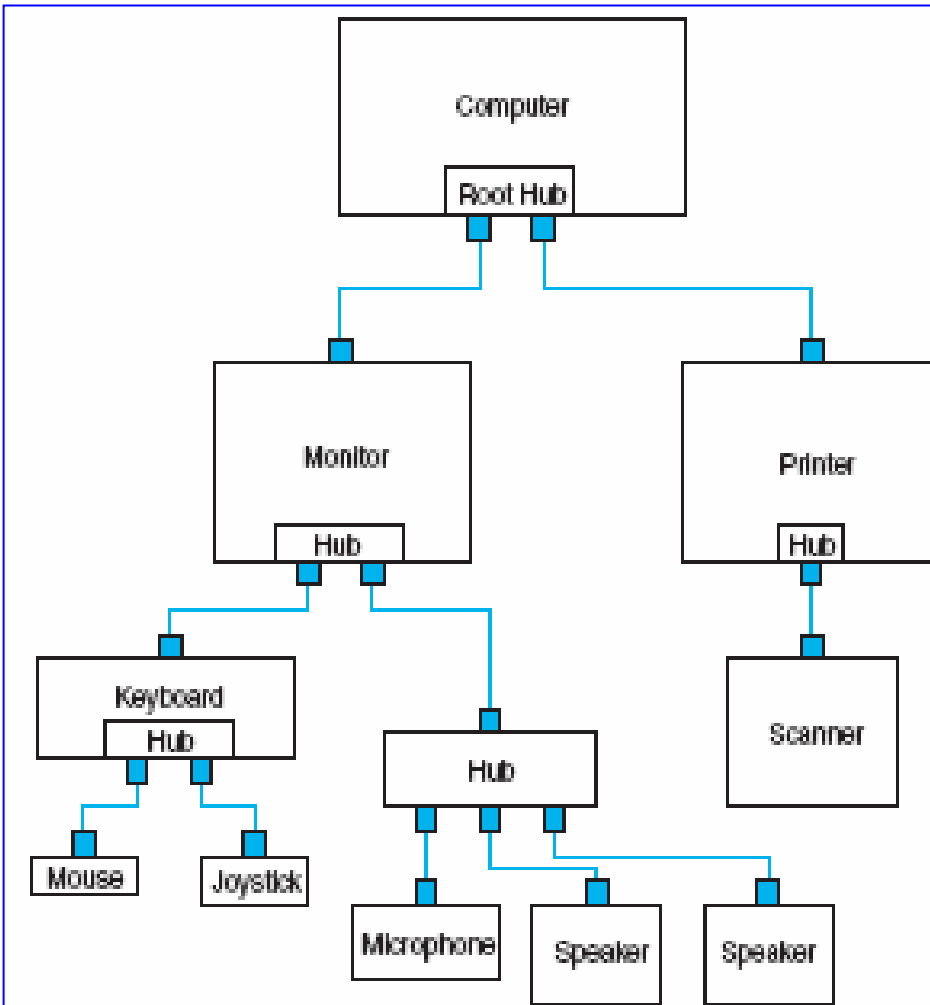 Computer
Root Hub
Monitor
Printer
Hub
Hub
Keyboard
Hub
Hub
Scanner
Mouse
Joystick
Microphone
Speaker
Speaker